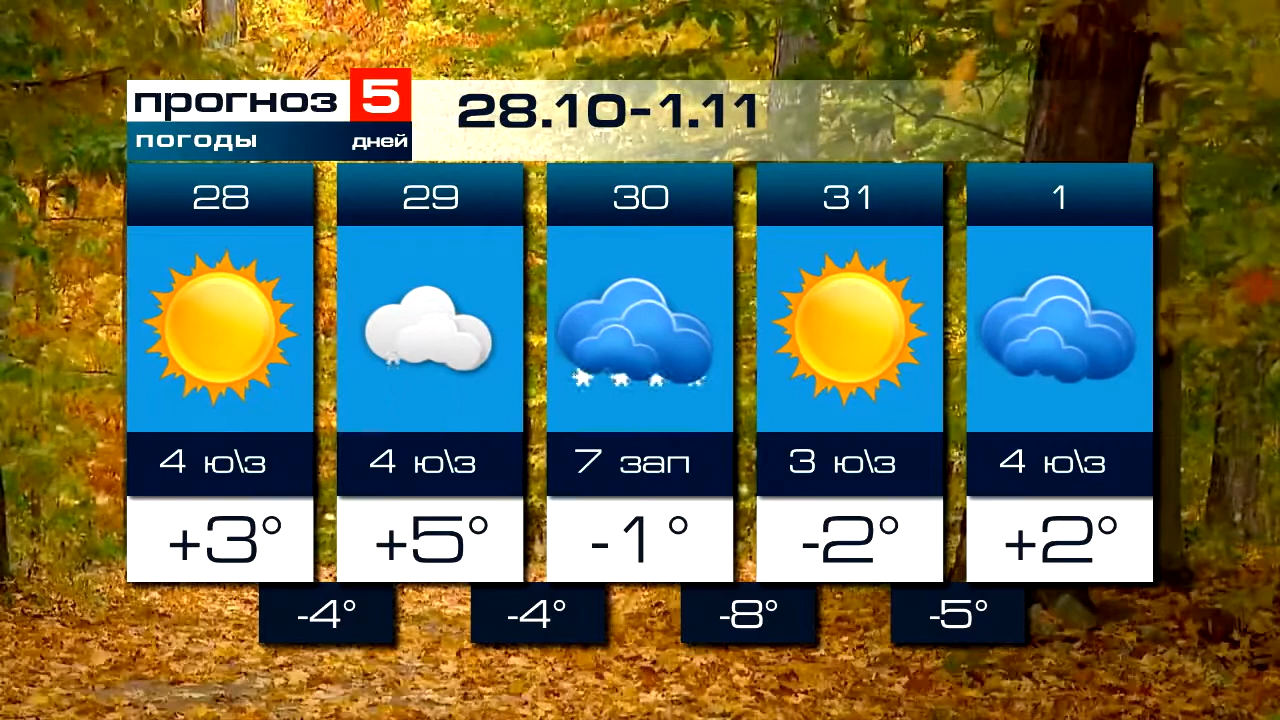 прогноз 5
погоды дней
28.10-1.11
28 29 30 31 1
4 ю\з 4 ю\з 7 зап 3 ю\з 4 ю\з
+3° +5° -1° -2° +2°
-4° -4° -8° -5°